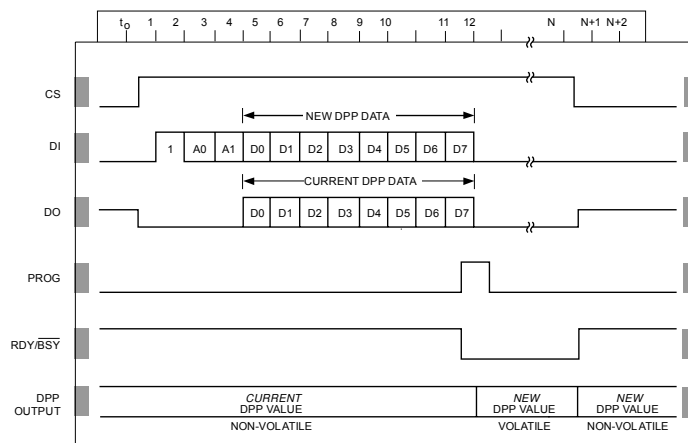 to 1 2 3 4 5 6 7 8 9 10 11 12 N N+1 N+2
CS
NEW DPP DATA
DI 1 A0 A1 D0 D1 D2 D3 D4 D5 D6 D7
CURRENT DPP DATA
DO D0 D1 D2 D3 D4 D5 D6 D7
PROG
RDY/BSY
DPP OUTPUT
CURRENT DPP VALUE
NON-VOLATILE
NEW DPP VALUE
VOLATILE
NEW DPP VALUE
NON-VOLATILE